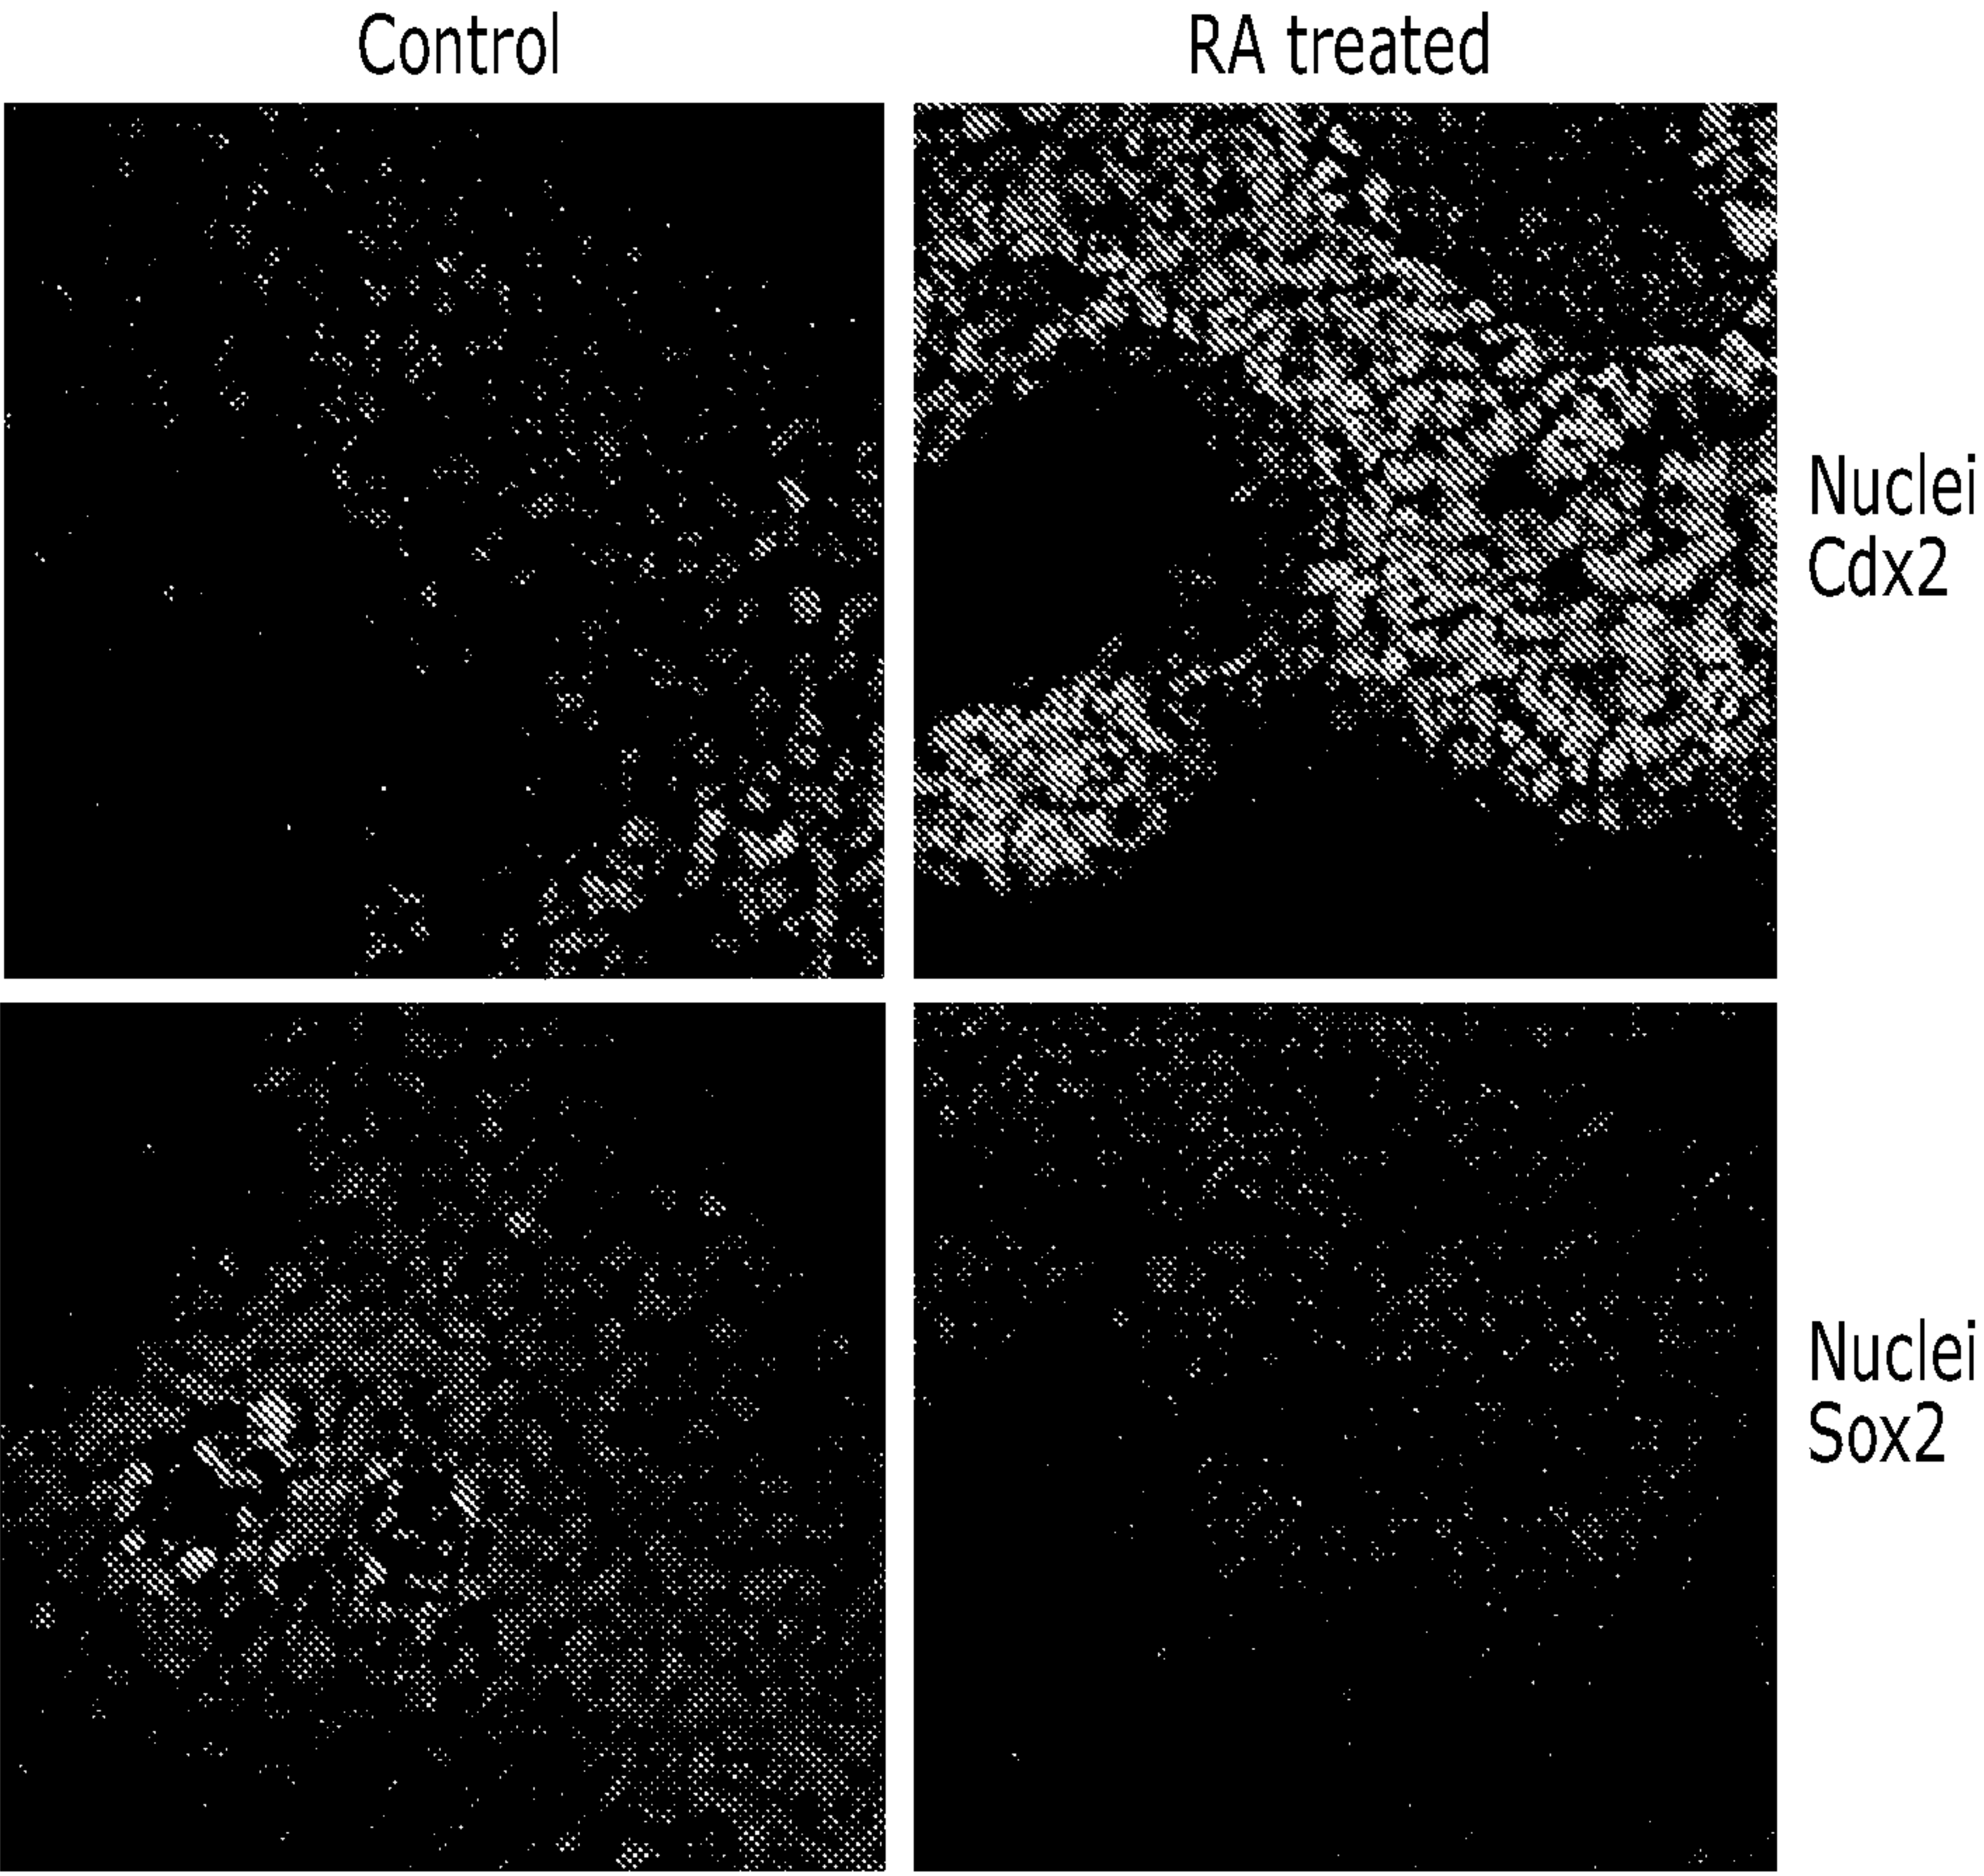 Control
RA treated
Nuclei
Cdx2
Nuclei
Sox2